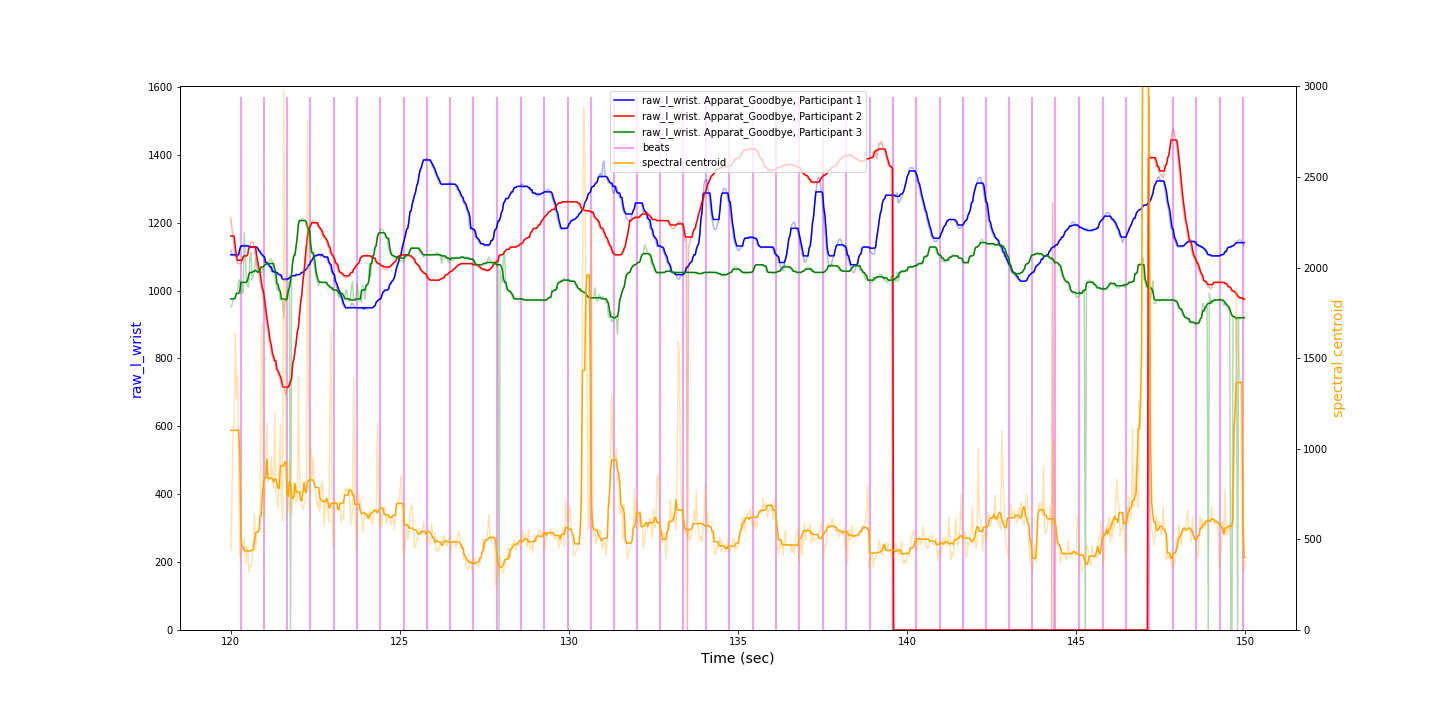 raw_l_wrist. Apparat_Goodbye, Participant 1
raw_l_wrist. Apparat_Goodbye, Participant 2
raw_l_wrist. Apparat_Goodbye, Participant 3
beats
spectral centroid
1600
1400
1200
1000
800
600
400
200
0
raw_l_wrist
3000
2500
2000
1500
1000
500
0
spectral centroid
120
125
130
135
140
145
150
Time (sec)